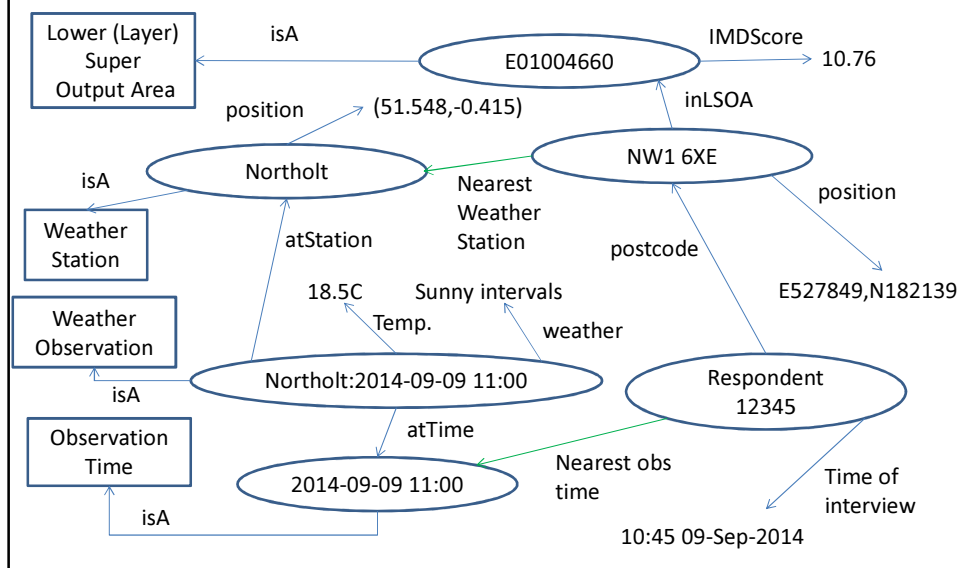 Lower (Layer)
Super
Output Area
isA
E01004660
IMDScore
10.76
inLSOA
position
(51.548,-0.415)
Northolt
NW1 6XE
isA
Nearest
Weather
Station
position
Weather
Station
atStation
postcode
E527849,N182139
18.5C
Sunny intervals
Temp.
weather
Weather
Observation
Northolt:2014-09-09 11:00
Respondent
12345
isA
atTime
Observation
Time
Nearest obs
time
2014-09-09 11:00
Time of
interview
isA
10:45 09-Sep-2014